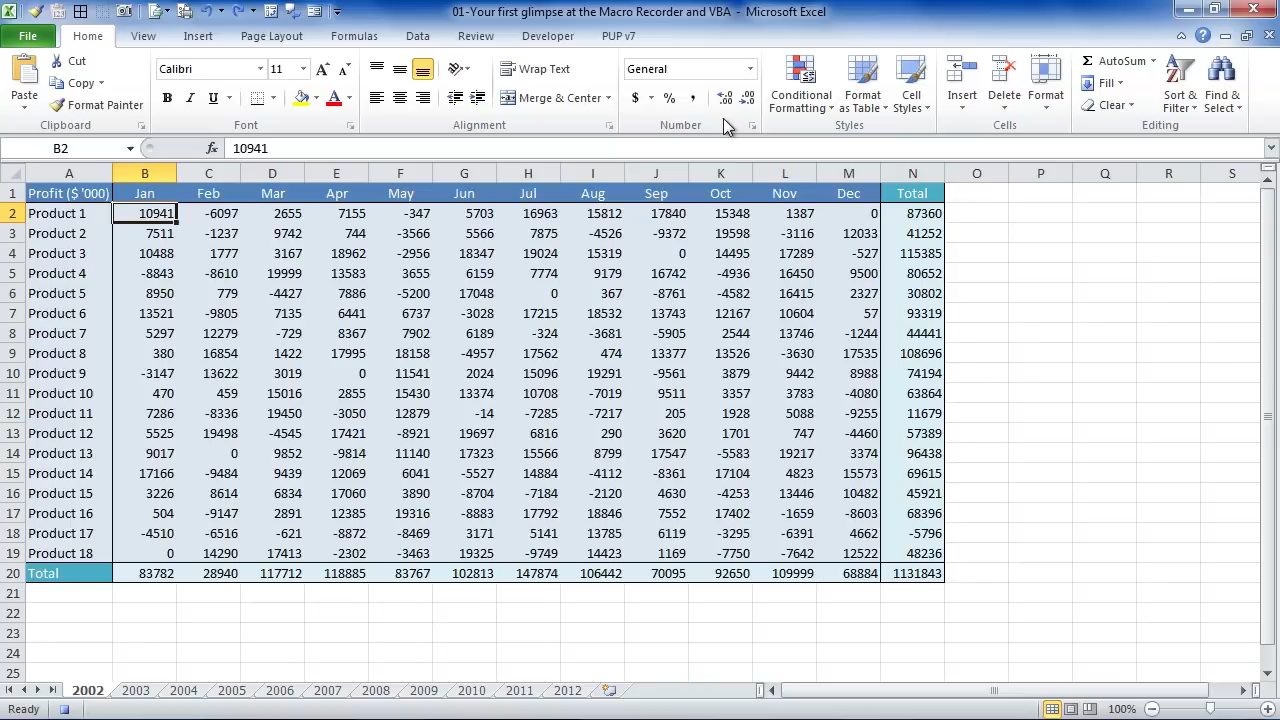 01-Your first glimpse at the Macro Recorder and VBA - Microsoft Excel
File Home View Insert Page Layout Formulas Data Review Developer PUP v7
Paste
Cut
Copy
Format Painter
Clipboard
Calibri 11
B I U
Font
Wrap Text
Merge & Center
Alignment
General
$ % ,
Number
Conditional Formatting
Format as Table
Cell Styles
Styles
Insert
Delete
Format
Cells
AutoSum
Fill
Clear
Sort & Filter
Find & Select
Editing
B2 fx 10941
A B C D E F G H I J K L M N O P Q R S
1 Profit ($ '000) Jan Feb Mar Apr May Jun Jul Aug Sep Oct Nov Dec Total
2 Product 1 10941 -6097 2655 7155 -347 5703 16963 15812 17840 15348 1387 0 87360
3 Product 2 7511 -1237 9742 744 -3566 5566 7875 -4526 -9372 19598 -3116 12033 41252
4 Product 3 10488 1777 3167 18962 -2956 18347 19024 15319 0 14495 17289 -527 115385
5 Product 4 -8843 -8610 19999 13583 3655 6159 7774 9179 16742 -4936 16450 9500 80652
6 Product 5 8950 779 -4427 7886 -5200 17048 0 367 -8761 -4582 16415 2327 30802
7 Product 6 13521 -9805 7135 6441 6737 -3028 17215 18532 13743 12167 10604 57 93319
8 Product 7 5297 12279 -729 8367 7902 6189 -324 -3681 -5905 2544 13746 -1244 44441
9 Product 8 380 16854 1422 17995 18158 -4957 17562 474 13377 13526 -3630 17535 108696
10 Product 9 -3147 13622 3019 0 11541 2024 15096 19291 -9561 3879 9442 8988 74194
11 Product 10 470 459 15016 2855 15430 13374 10708 -7019 9511 3357 3783 -4080 63864
12 Product 11 7286 -8336 19450 -3050 12879 -14 -7285 -7217 205 1928 5088 -9255 11679
13 Product 12 5525 19498 -4545 17421 -8921 19697 6816 290 3620 1701 747 -4460 57389
14 Product 13 9017 0 9852 -9814 11140 17323 15566 8799 17547 -5583 19217 3374 96438
15 Product 14 17166 -9484 9439 12069 6041 -5527 14884 -4112 -8361 17104 4823 15573 69615
16 Product 15 3226 8614 6834 17060 3890 -8704 -7184 -2120 4630 -4253 13446 10482 45921
17 Product 16 504 -9147 2891 12385 19316 -8883 17792 18846 7552 17402 -1659 -8603 68396
18 Product 17 -4510 -6516 -621 -8872 -8469 3171 5141 13785 6119 -3295 -6391 4662 -5796
19 Product 18 0 14290 17413 -2302 -3463 19325 -9749 14423 1169 -7750 -7642 12522 48236
20 Total 83782 28940 117712 118885 83767 102813 147874 106442 70095 92650 109999 68884 1131843
21
22
23
24
25
2002 2003 2004 2005 2006 2007 2008 2009 2010 2011 2012
Ready 100%